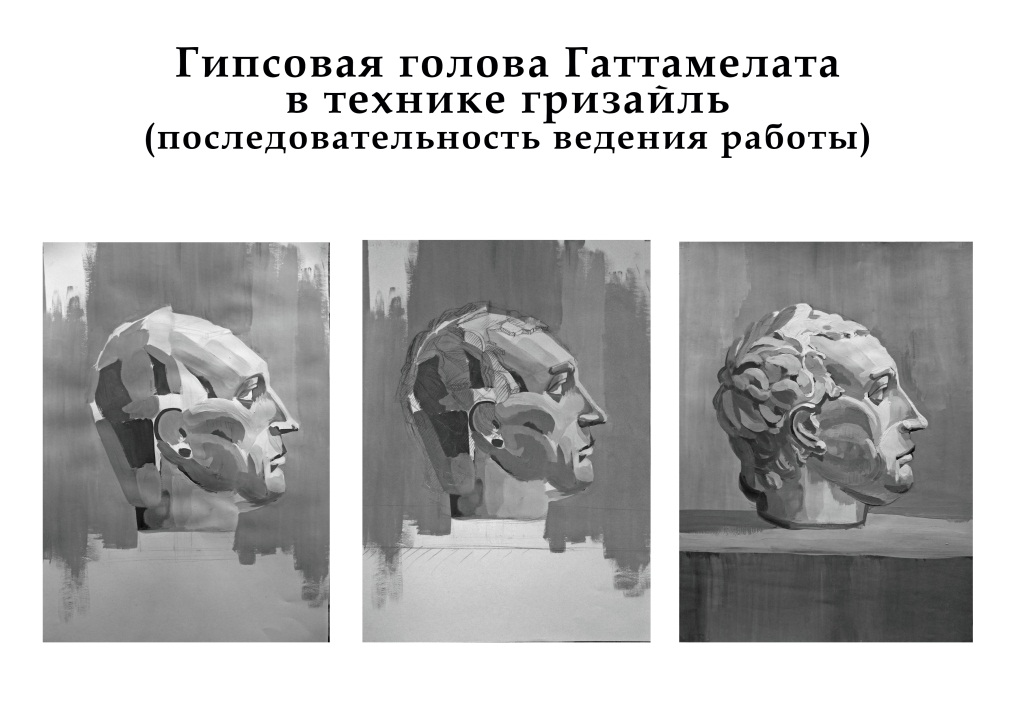 Гипсовая голова Гаттамелата
в технике гризайль
(последовательность ведения работы)